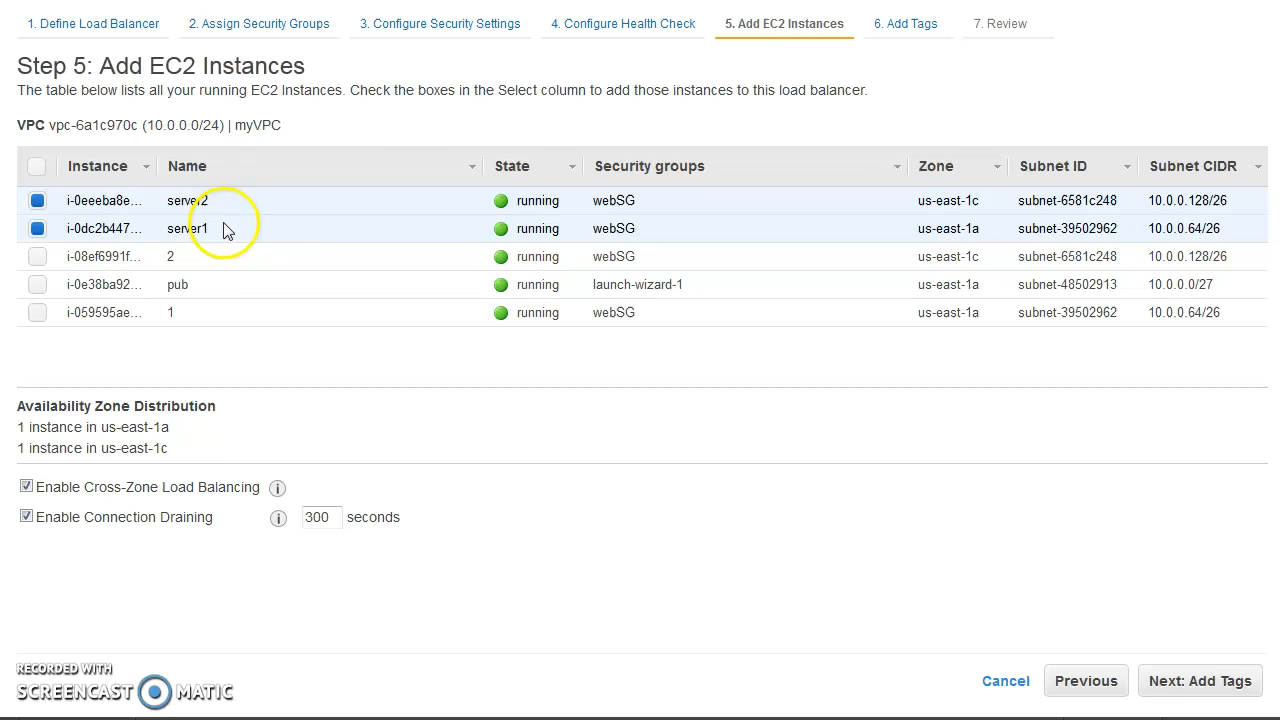 1. Define Load Balancer 2. Assign Security Groups 3. Configure Security Settings 4. Configure Health Check 5. Add EC2 Instances 6. Add Tags 7. Review
Step 5: Add EC2 Instances
The table below lists all your running EC2 Instances. Check the boxes in the Select column to add those instances to this load balancer.
VPC vpc-6a1c970c (10.0.0.0/24) | myVPC
Instance Name State Security groups Zone Subnet ID Subnet CIDR
i-0eeeba8e... server2 running webSG us-east-1c subnet-6581c248 10.0.0.128/26
i-0dc2b447... server1 running webSG us-east-1a subnet-39502962 10.0.0.64/26
i-08ef6991f... 2 running webSG us-east-1c subnet-6581c248 10.0.0.128/26
i-0e38ba92... pub running launch-wizard-1 us-east-1a subnet-48502913 10.0.0.0/27
i-059595ae... 1 running webSG us-east-1a subnet-39502962 10.0.0.64/26
Availability Zone Distribution
1 instance in us-east-1a
1 instance in us-east-1c
Enable Cross-Zone Load Balancing i
Enable Connection Draining i 300 seconds
RECORDED WITH
SCREENCAST MATIC
Cancel Previous Next: Add Tags